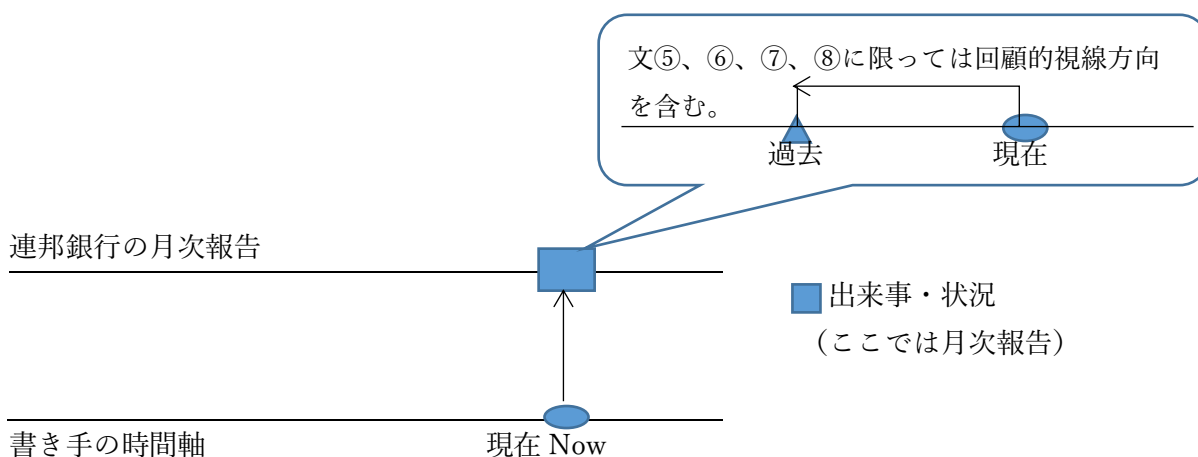 文⑤、⑥、⑦、⑧に限っては回顧的視線方向
を含む。
過去
現在
連邦銀行の月次報告
出来事・状況
（ここでは月次報告）
書き手の時間軸
現在 Now